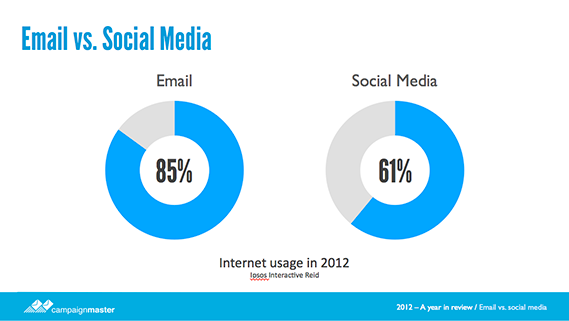 Email vs. Social Media
Email
Social Media
85%
61%
Internet usage in 2012
Ipsos Interactive Reid
campaignmaster
2012 – A year in review / Email vs. social media